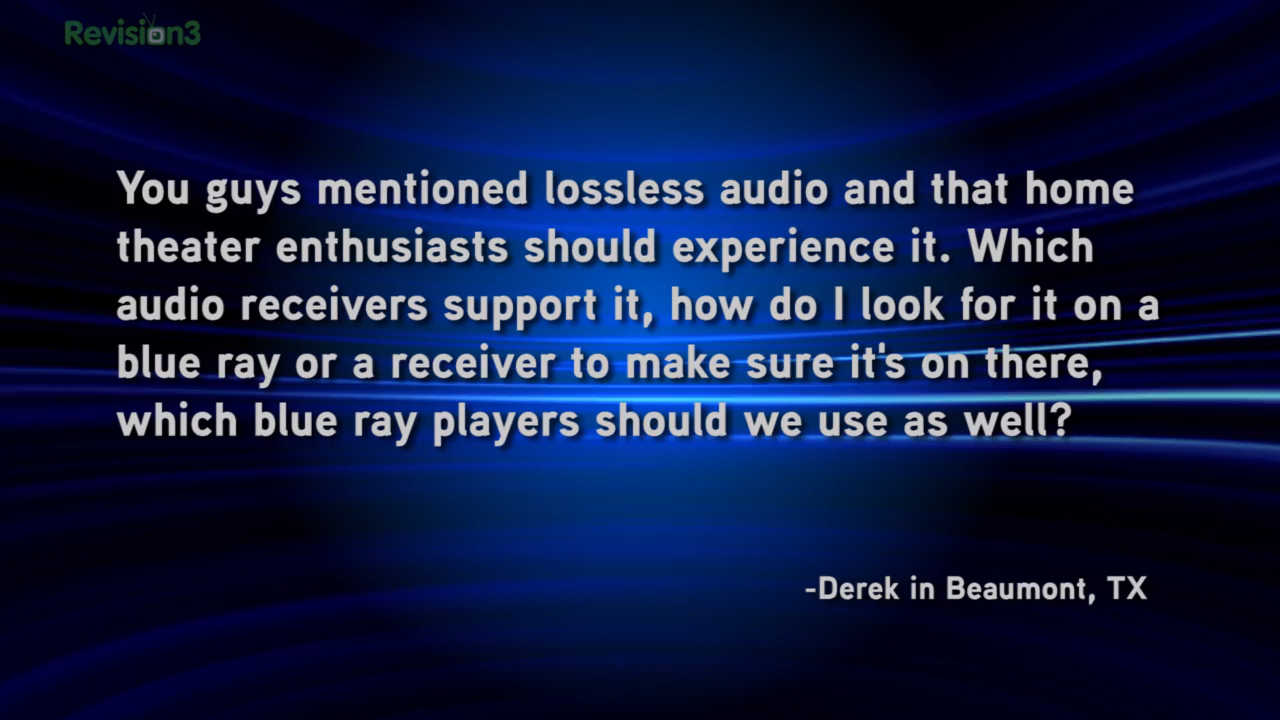 Revision3
You guys mentioned lossless audio and that home
theater enthusiasts should experience it. Which
audio receivers support it, how do I look for it on a
blue ray or a receiver to make sure it's on there,
which blue ray players should we use as well?
-Derek in Beaumont, TX